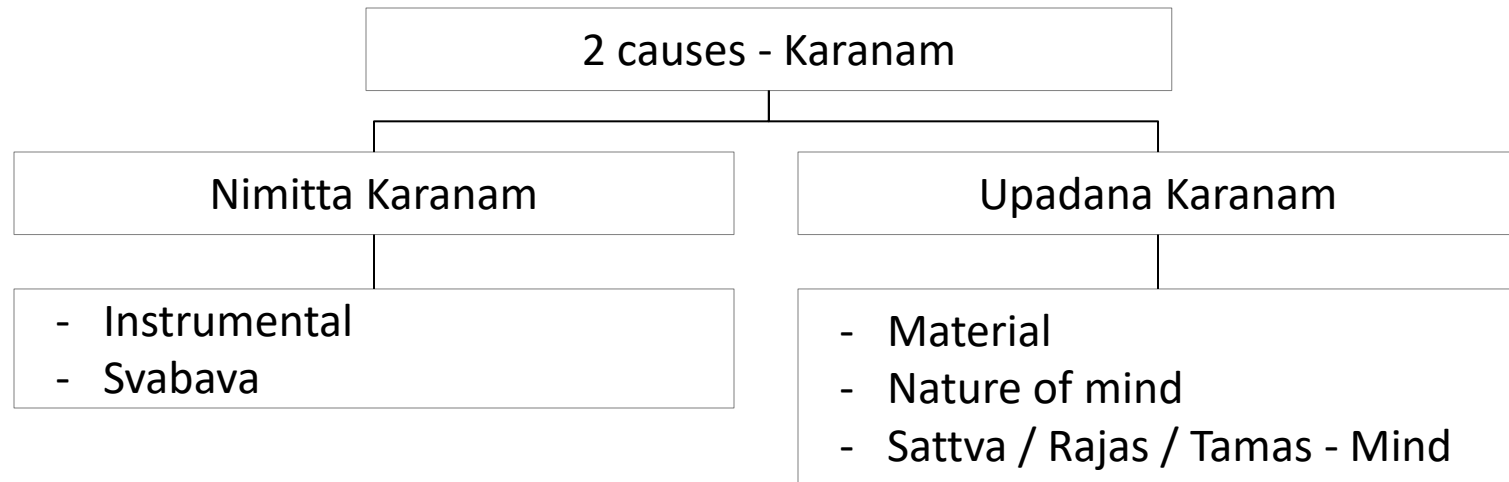 2 causes - Karanam
Nimitta Karanam
- Instrumental
- Svabava
Upadana Karanam
- Material
- Nature of mind
- Sattva / Rajas / Tamas - Mind